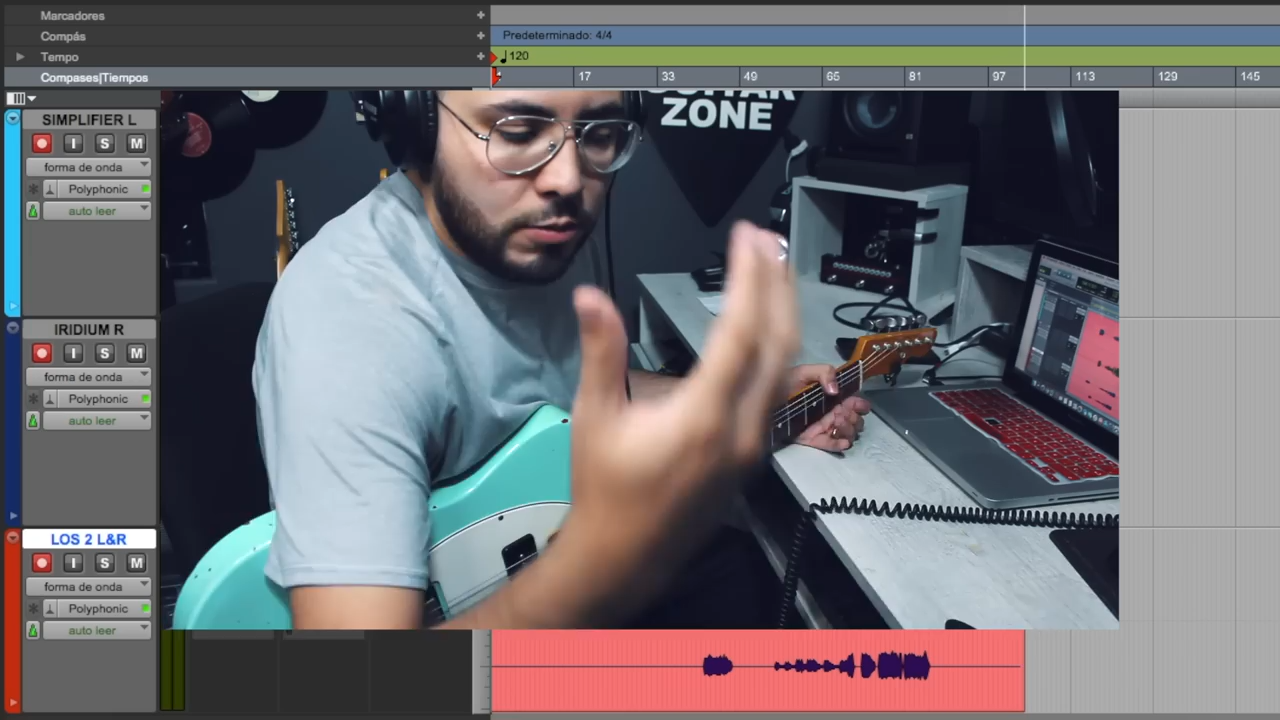 Marcadores
Compás
Predeterminado: 4/4
Tempo
120
Compases|Tiempos
17 33 49 65 81 97 113 129 145
ZONE
SIMPLIFIER L
I S M
forma de onda
Polyphonic
auto leer
IRIDIUM R
I S M
forma de onda
Polyphonic
auto leer
LOS 2 L&R
I S M
forma de onda
Polyphonic
auto leer